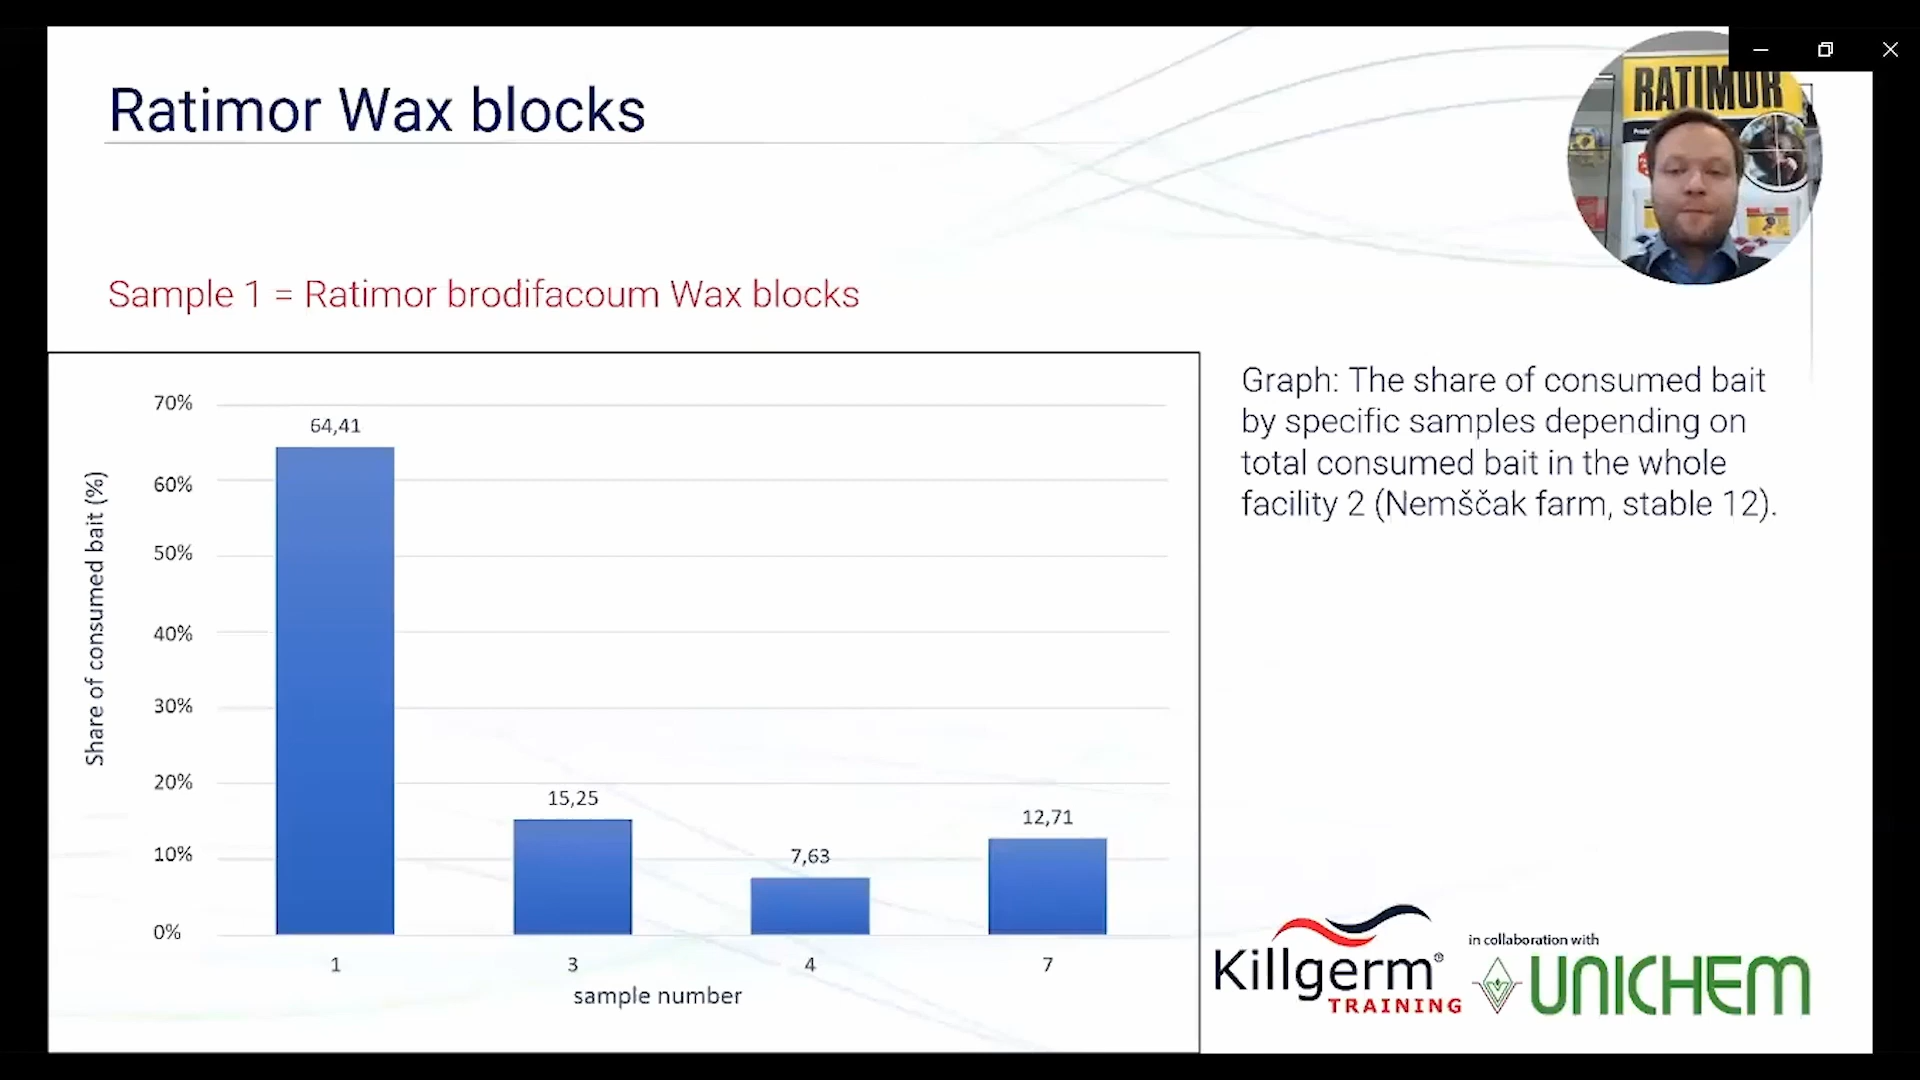 Ratimor Wax blocks
RATIMOR
Sample 1 = Ratimor brodifacoum Wax blocks
Graph: The share of consumed bait
by specific samples depending on
total consumed bait in the whole
facility 2 (Nemščak farm, stable 12).
Share of consumed bait (%)
70%
60%
50%
40%
30%
20%
10%
0%
64,41
15,25
7,63
12,71
1
3
4
7
sample number
Killgerm®
TRAINING
in collaboration with
UNICHEM